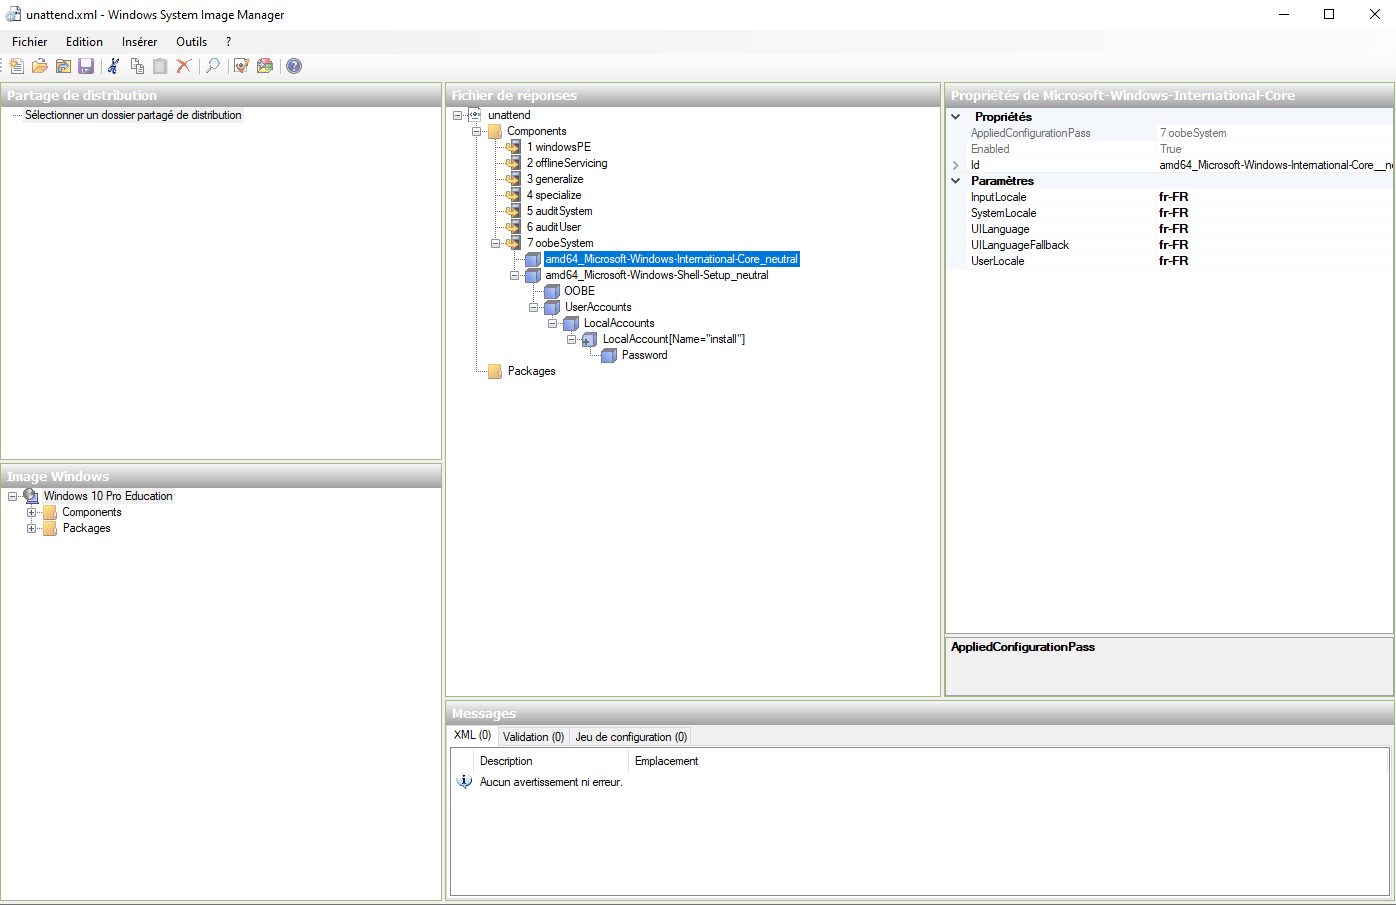 unattend.xml - Windows System Image Manager
Fichier Edition Insérer Outils ?
Partage de distribution
Sélectionner un dossier partagé de distribution
Image Windows
Windows 10 Pro Education
Components
Packages
Fichier de réponses
unattend
Components
1 windowsPE
2 offlineServicing
3 generalize
4 specialize
5 auditSystem
6 auditUser
7 oobeSystem
amd64_Microsoft-Windows-International-Core_neutral
amd64_Microsoft-Windows-Shell-Setup_neutral
OOBE
UserAccounts
LocalAccounts
LocalAccount[Name="install"]
Password
Packages
Propriétés de Microsoft-Windows-International-Core
Propriétés
AppliedConfigurationPass 7 oobeSystem
Enabled True
Id amd64_Microsoft-Windows-International-Core__ne
Paramètres
InputLocale fr-FR
SystemLocale fr-FR
UILanguage fr-FR
UILanguageFallback fr-FR
UserLocale fr-FR
AppliedConfigurationPass
Messages
XML (0) Validation (0) Jeu de configuration (0)
Description Emplacement
Aucun avertissement ni erreur.